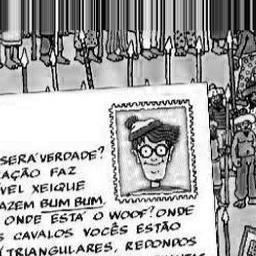 SERÁ VERDADE?
AÇÃO FAZ
VEL XEIQUE
AZEM BUM BUM,
ONDE ESTÁ O WOOF? ONDE
S CAVALOS VOCÊS ESTÃO
(TRIANGULARES, REDONDOS